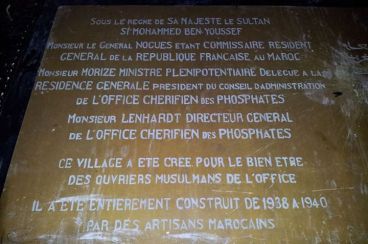 SOUS LE REGNE DE SA MAJESTE LE SULTAN
SI MOHAMMED BEN-YOUSSEF
MONSIEUR LE GENERAL NOGUES ETANT COMMISSAIRE RESIDENT
GENERAL DE LA REPUBLIQUE FRANCAISE AU MAROC
MONSIEUR MORIZE MINISTRE PLENIPOTENTIAIRE DELEGUE A LA
RESIDENCE GENERALE PRESIDENT DU CONSEIL D'ADMINISTRATION
DE L'OFFICE CHERIFIEN DES PHOSPHATES
MONSIEUR LENHARDT DIRECTEUR GENERAL
DE L'OFFICE CHERIFIEN DES PHOSPHATES
CE VILLAGE A ETE CREE POUR LE BIEN ETRE
DES OUVRIERS MUSULMANS DE L'OFFICE
IL A ETE ENTIEREMENT CONSTRUIT DE 1938 A 1940
PAR DES ARTISANS MAROCAINS